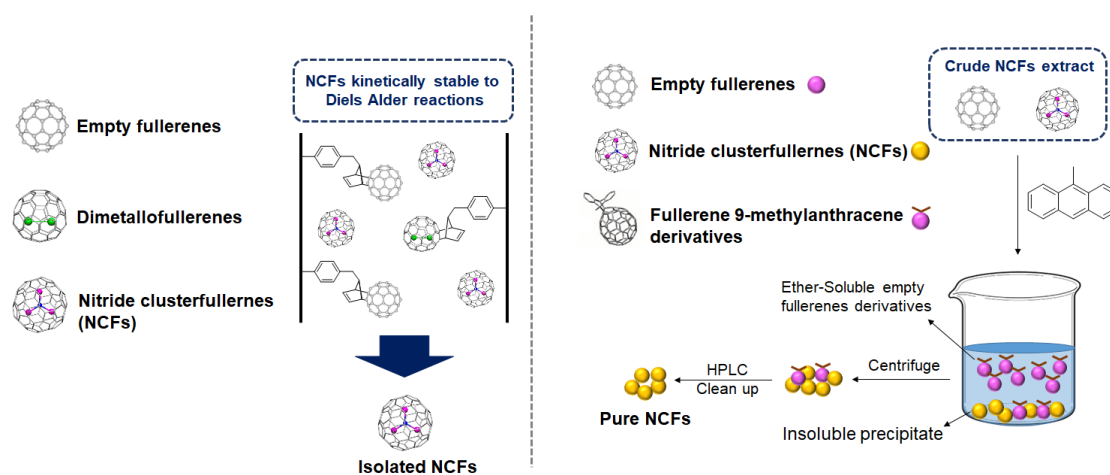 NCFs kinetically stable to
Diels Alder reactions
Empty fullerenes
Dimetallofullerenes
Nitride clusterfullernes
(NCFs)
Isolated NCFs
Crude NCFs extract
Empty fullerenes
Nitride clusterfullernes (NCFs)
Fullerene 9-methylanthracene
derivatives
Ether-Soluble empty
fullerenes derivatives
Centrifuge
HPLC
Clean up
Pure NCFs
Insoluble precipitate